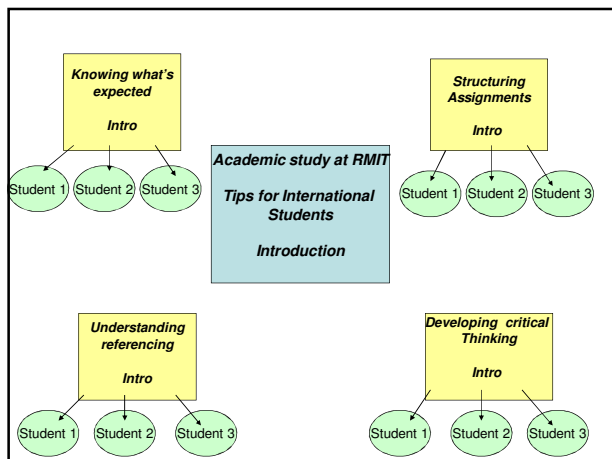 Knowing what's
expected
Intro
Student 1
Student 2
Student 3
Structuring
Assignments
Intro
Student 1
Student 2
Student 3
Academic study at RMIT
Tips for International
Students
Introduction
Understanding
referencing
Intro
Student 1
Student 2
Student 3
Developing critical
Thinking
Intro
Student 1
Student 2
Student 3